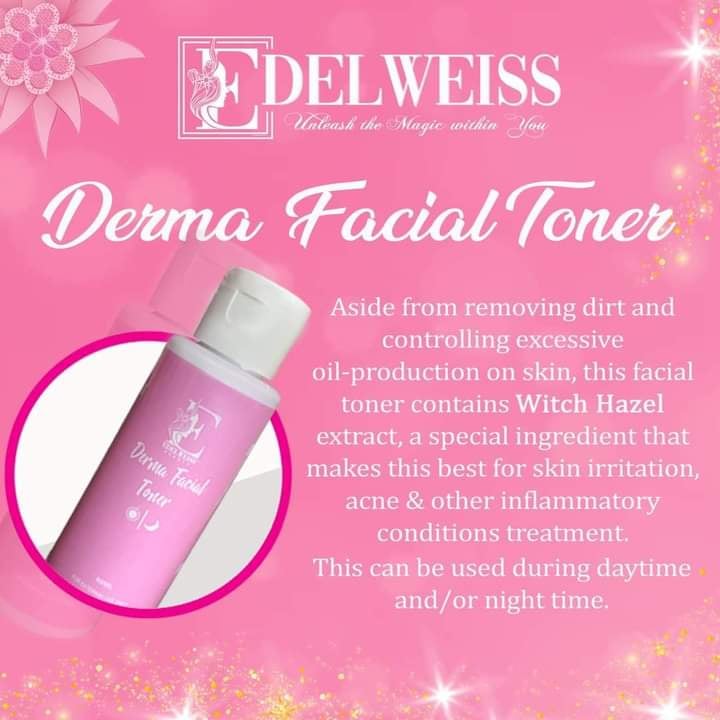 EDELWEISS
Unleash the Magic within You
Derma Facial Toner
Aside from removing dirt and
controlling excessive
oil-production on skin, this facial
toner contains Witch Hazel
extract, a special ingredient that
makes this best for skin irritation,
acne & other inflammatory
conditions treatment.
This can be used during daytime
and/or night time.
E
Derma Facial
Toner